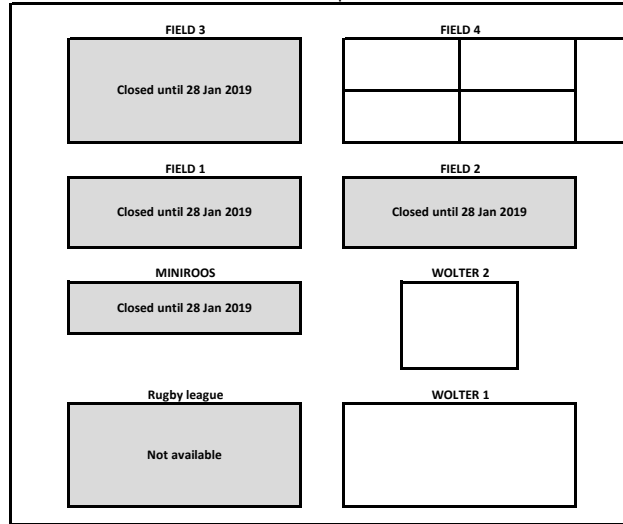 FIELD 3
FIELD 4
Closed until 28 Jan 2019
FIELD 1
FIELD 2
Closed until 28 Jan 2019
Closed until 28 Jan 2019
MINIROOS
WOLTER 2
Closed until 28 Jan 2019
Rugby league
WOLTER 1
Not available